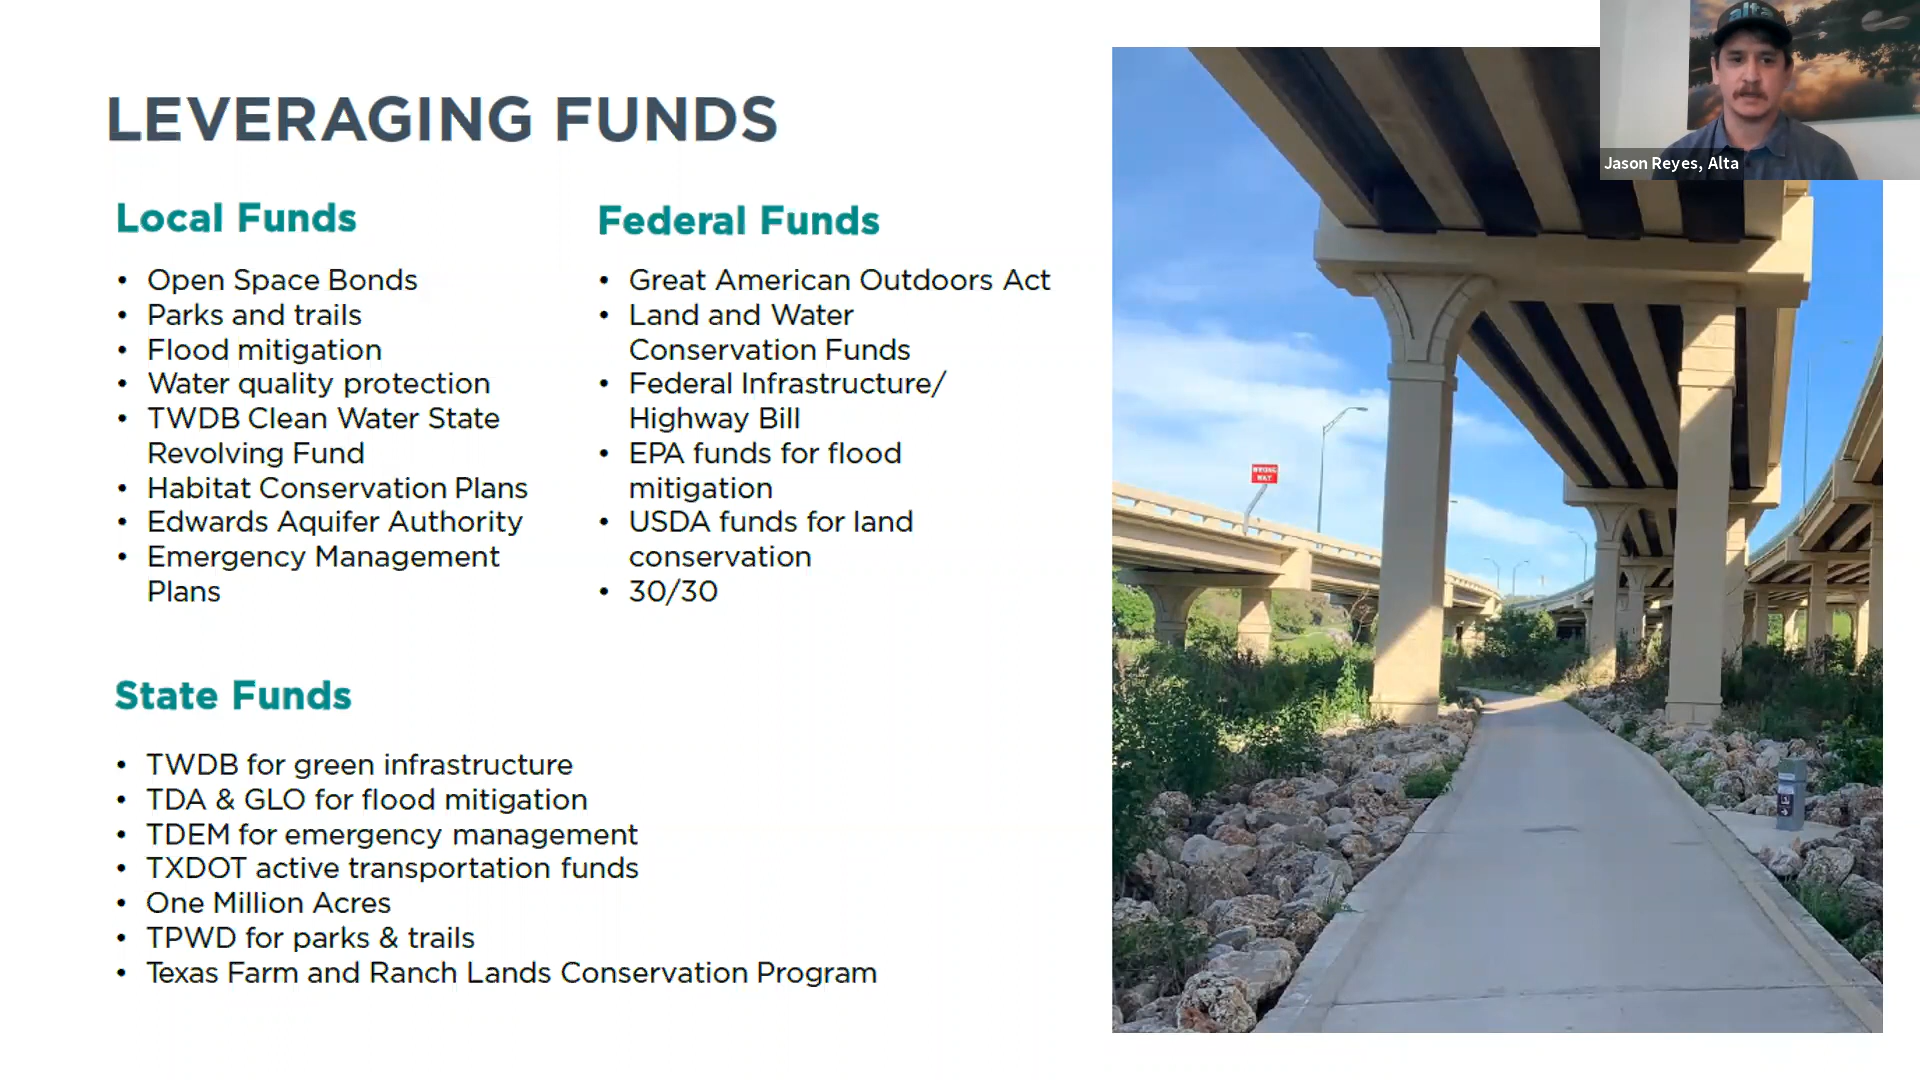 LEVERAGING FUNDS
Local Funds
• Open Space Bonds
• Parks and trails
• Flood mitigation
• Water quality protection
• TWDB Clean Water State
Revolving Fund
• Habitat Conservation Plans
• Edwards Aquifer Authority
• Emergency Management
Plans
Federal Funds
• Great American Outdoors Act
• Land and Water
Conservation Funds
• Federal Infrastructure/
Highway Bill
• EPA funds for flood
mitigation
• USDA funds for land
conservation
• 30/30
State Funds
• TWDB for green infrastructure
• TDA & GLO for flood mitigation
• TDEM for emergency management
• TXDOT active transportation funds
• One Million Acres
• TPWD for parks & trails
• Texas Farm and Ranch Lands Conservation Program
WRONG
WAY
alta
Jason Reyes, Alta